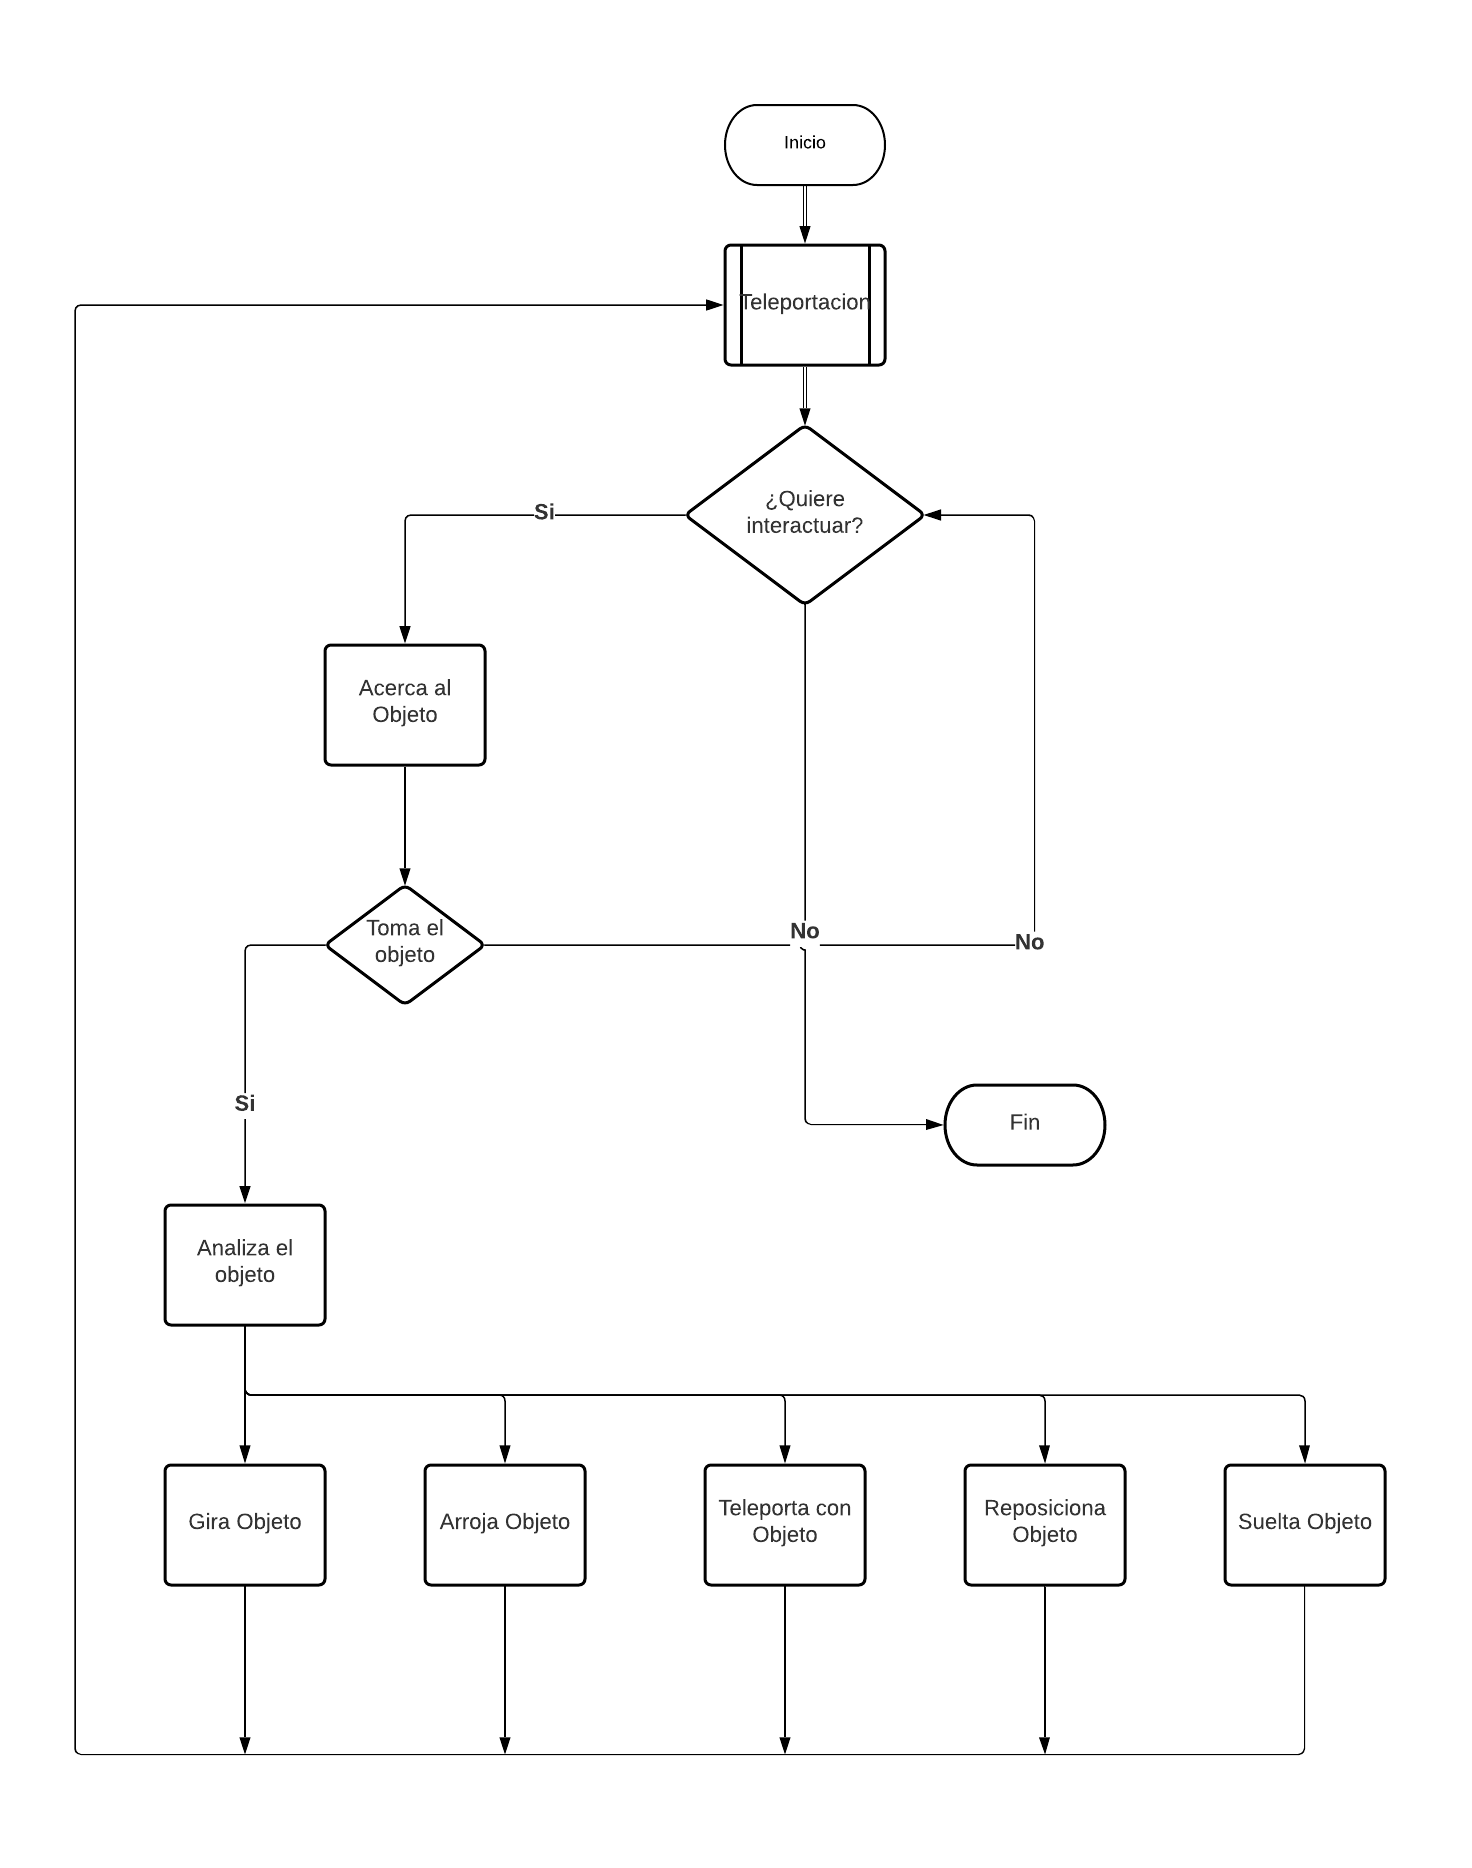 Inicio
Teleportacion
¿Quiere
interactuar?
Si
Acerca al
Objeto
Toma el
objeto
No
No
Si
Fin
Analiza el
objeto
Gira Objeto
Arroja Objeto
Teleporta con
Objeto
Reposiciona
Objeto
Suelta Objeto